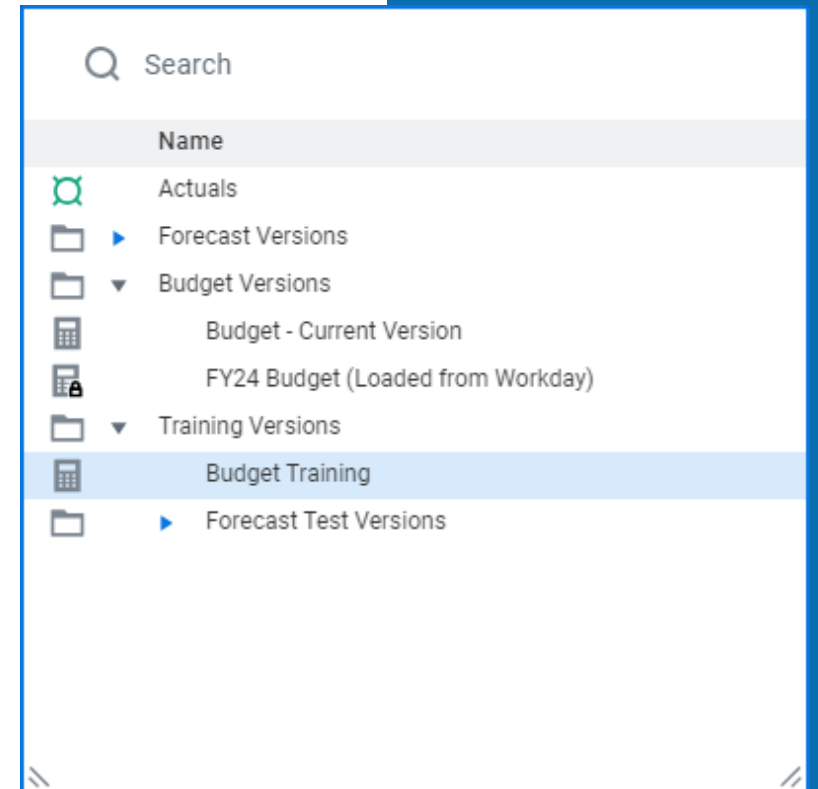 Search
Name
Actuals
Forecast Versions
Budget Versions
Budget - Current Version
FY24 Budget (Loaded from Workday)
Training Versions
Budget Training
Forecast Test Versions